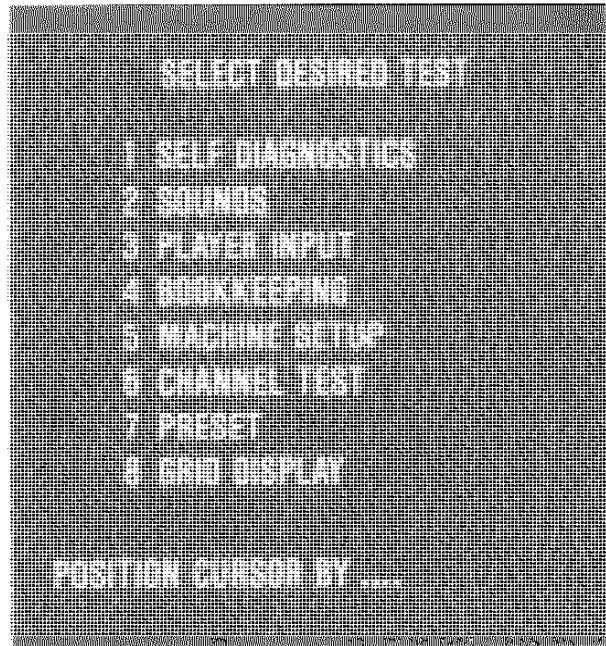 SELECT DESIRED TEST
1 SELF DIAGNOSTICS
2 SOUNDS
3 PLAYER INPUT
4 BOOKKEEPING
5 MACHINE SETUP
6 CHANNEL TEST
7 PRESET
8 GRID DISPLAY
POSITION CURSOR BY ....